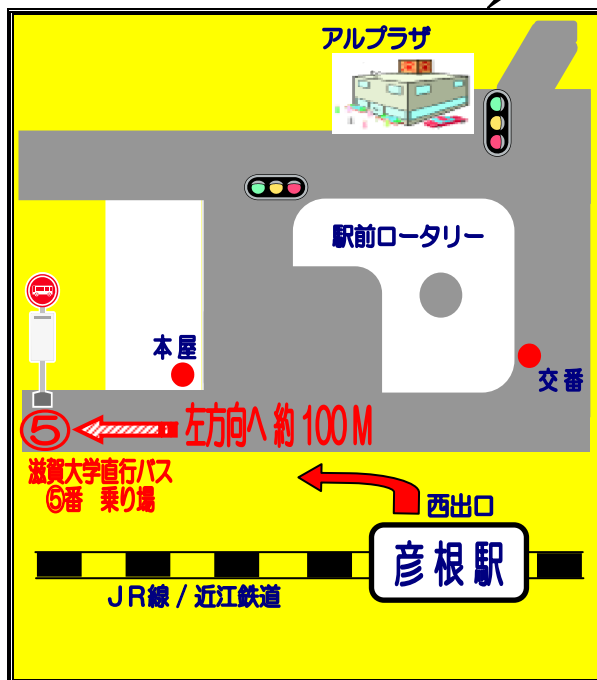 アルプラザ
駅前ロータリー
本屋
交番
⑤
左方向へ 約 100 M
滋賀大学直行バス
⑤番 乗り場
西出口
彦根駅
JR線 / 近江鉄道